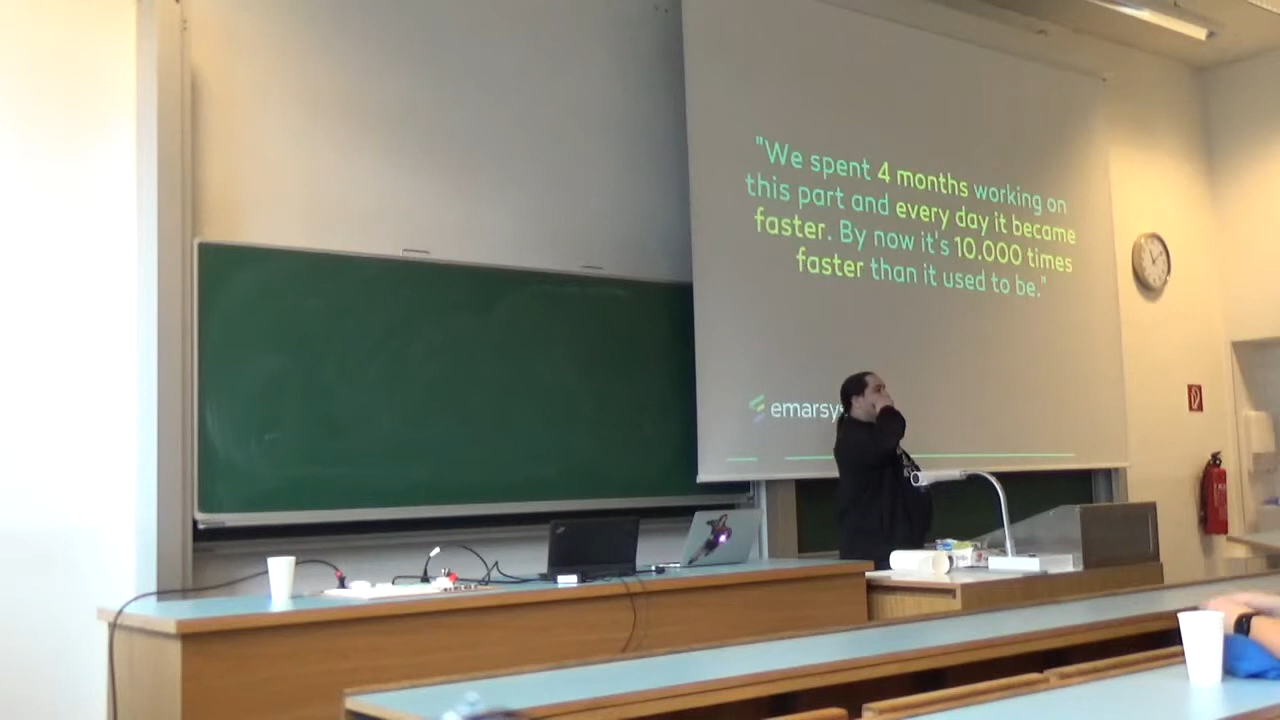 "We spent 4 months working on
this part and every day it became
faster. By now it's 10.000 times
faster than it used to be."
emarsy